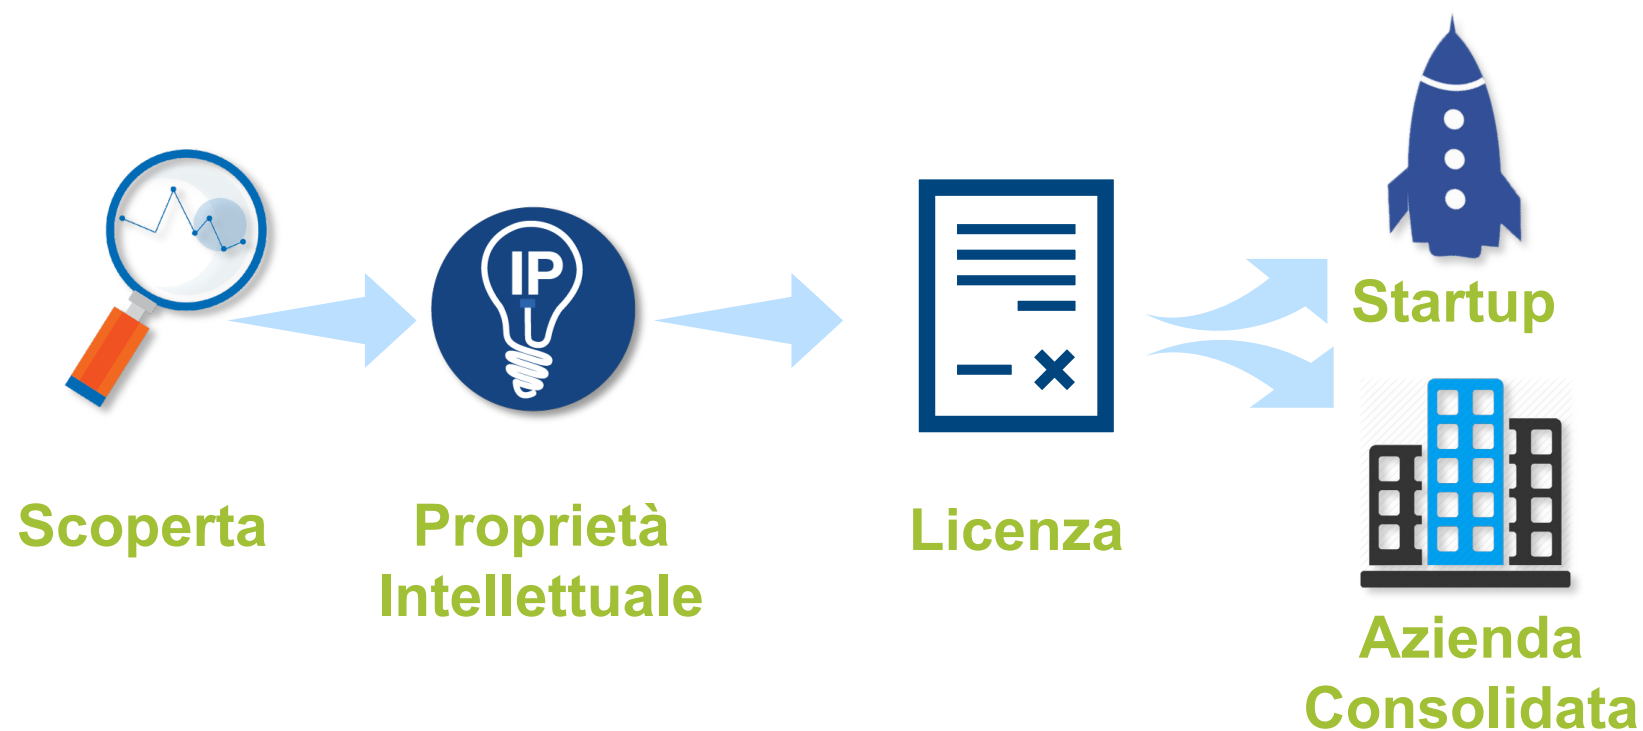 IP
Scoperta
Proprietà
Intellettuale
Licenza
Startup
Azienda
Consolidata